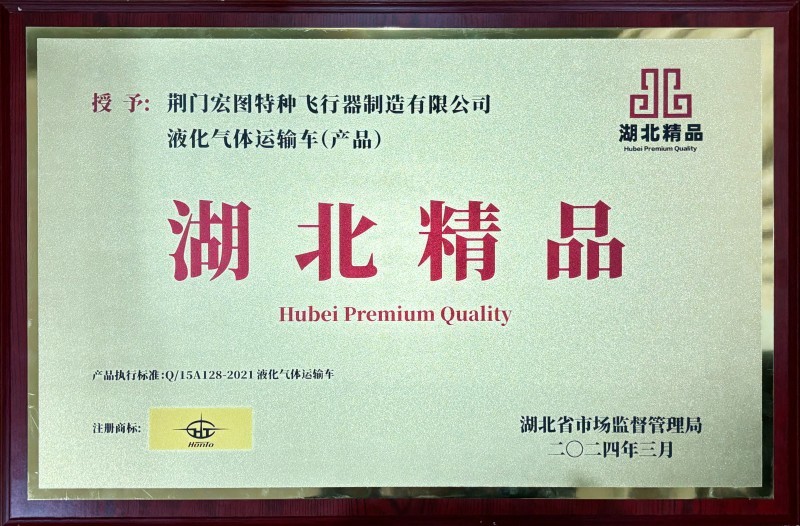 授 予: 荆门宏图特种飞行器制造有限公司
液化气体运输车(产品)
湖北精品
Hubei Premium Quality
湖北精品
Hubei Premium Quality
产品执行标准:Q/15A128-2021 液化气体运输车
注册商标:
HonTo
湖北省市场监督管理局
二〇二四年三月